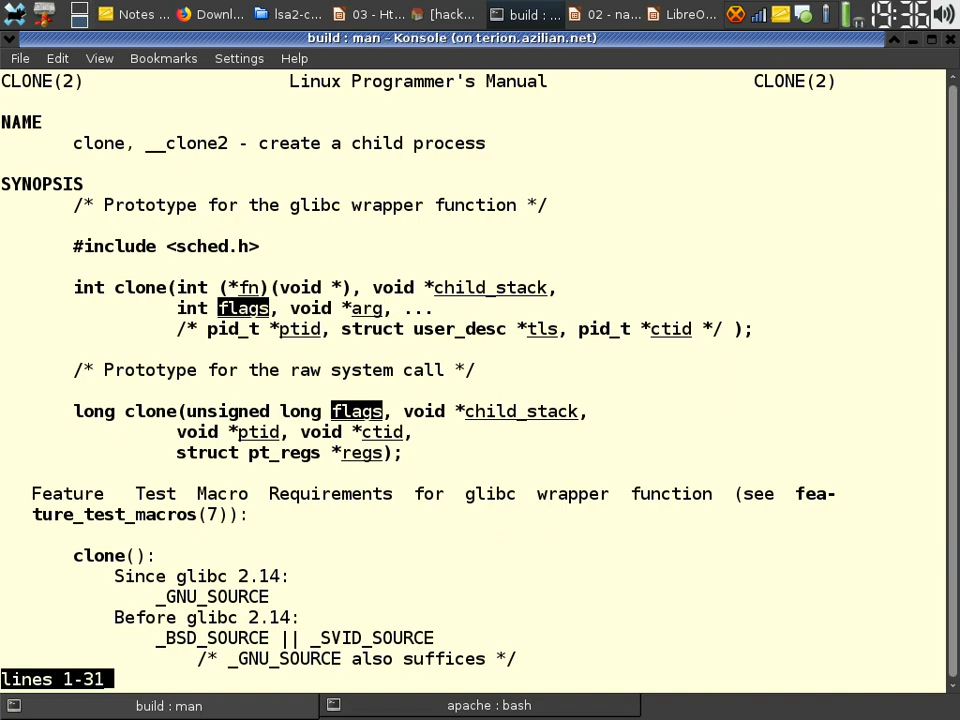 Notes ...
Downl...
lsa2-c...
03 - Ht...
[hack...
build : ...
02 - na...
LibreO...
19:36
build : man – Konsole (on terion.azilian.net)
File Edit View Bookmarks Settings Help
CLONE(2) Linux Programmer's Manual CLONE(2)
NAME
clone, __clone2 - create a child process
SYNOPSIS
/* Prototype for the glibc wrapper function */
#include <sched.h>
int clone(int (*fn)(void *), void *child_stack,
int flags, void *arg, ...
/* pid_t *ptid, struct user_desc *tls, pid_t *ctid */ );
/* Prototype for the raw system call */
long clone(unsigned long flags, void *child_stack,
void *ptid, void *ctid,
struct pt_regs *regs);
Feature Test Macro Requirements for glibc wrapper function (see fea-
ture_test_macros(7)):
clone():
Since glibc 2.14:
_GNU_SOURCE
Before glibc 2.14:
_BSD_SOURCE || _SVID_SOURCE
/* _GNU_SOURCE also suffices */
lines 1-31
build : man
apache : bash